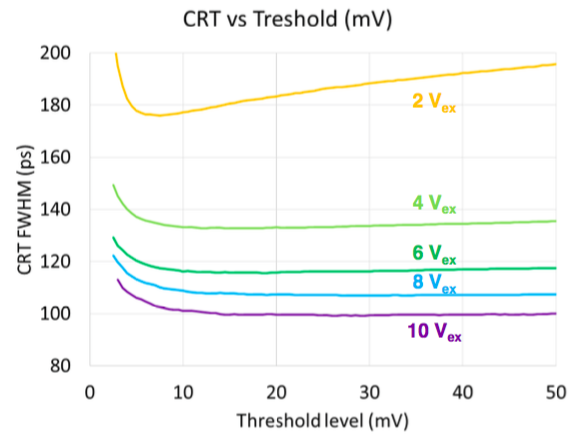 CRT vs Treshold (mV)
200
180
160
140
120
100
80
CRT FWHM (ps)
2 Vex
4 Vex
6 Vex
8 Vex
10 Vex
0 10 20 30 40 50
Threshold level (mV)